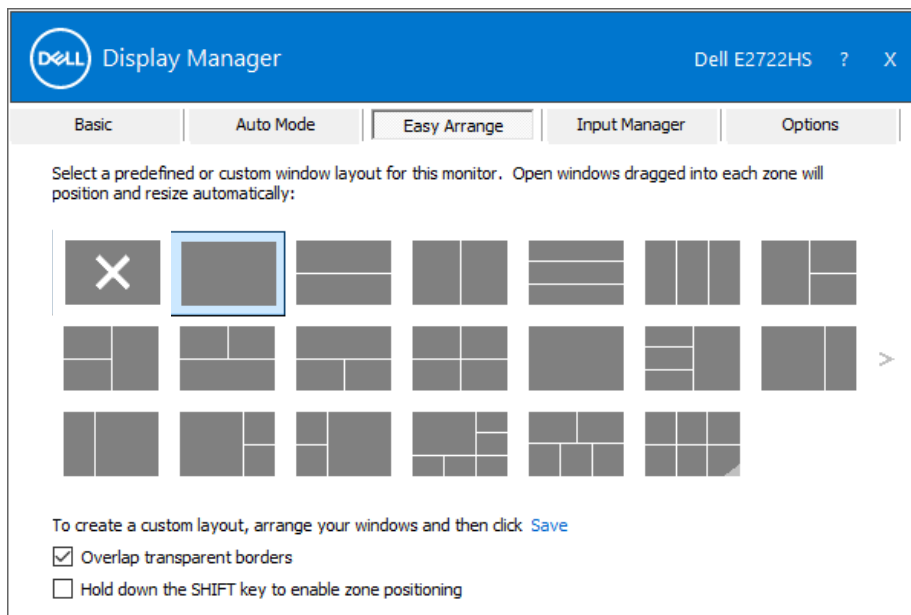 DELL Display Manager Dell E2722HS ? X
Basic Auto Mode Easy Arrange Input Manager Options
Select a predefined or custom window layout for this monitor. Open windows dragged into each zone will
position and resize automatically:
>
To create a custom layout, arrange your windows and then click Save
Overlap transparent borders
Hold down the SHIFT key to enable zone positioning